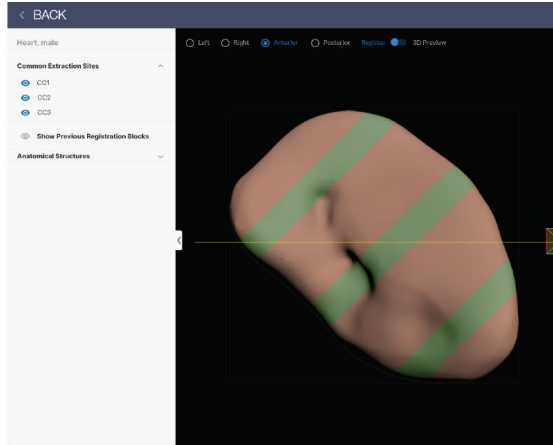 < BACK
Heart, male
Left Right Anterior Posterior Register 3D Preview
Common Extraction Sites
CC1
CC2
CC3
Show Previous Registration Blocks
Anatomical Structures